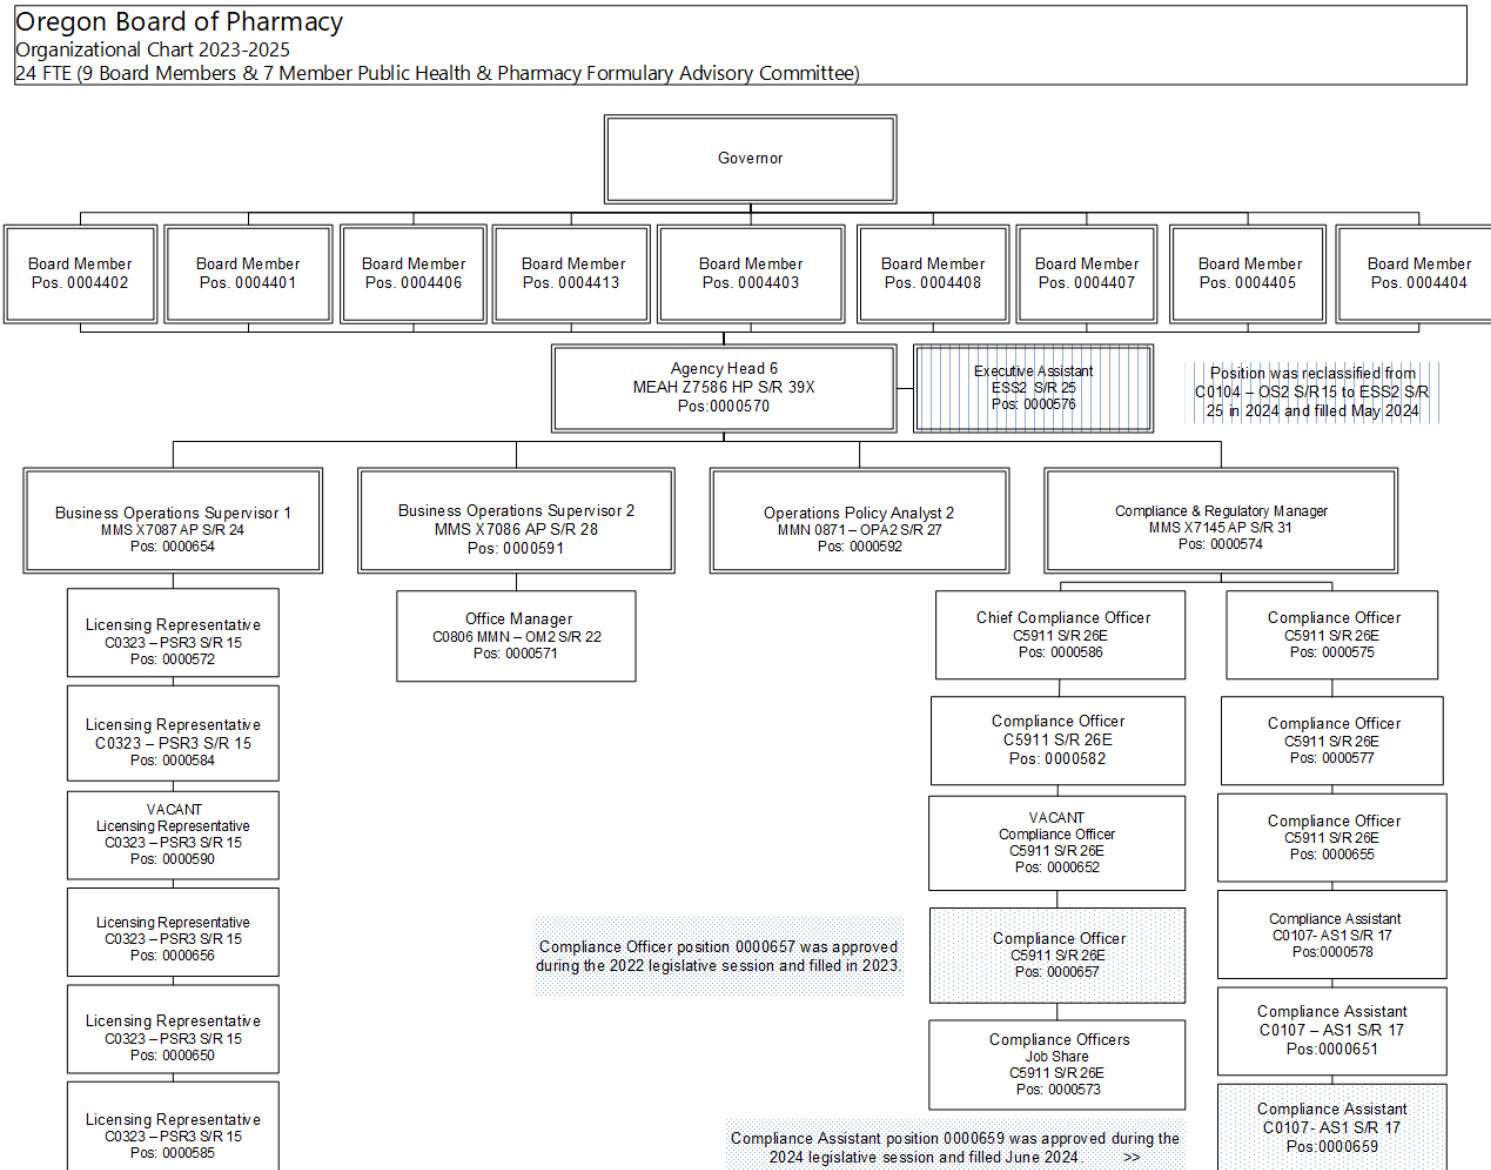 Oregon Board of Pharmacy
Organizational Chart 2023-2025
24 FTE (9 Board Members & 7 Member Public Health & Pharmacy Formulary Advisory Committee)
Governor
Board Member
Pos. 0004402
Board Member
Pos. 0004401
Board Member
Pos. 0004406
Board Member
Pos. 0004413
Board Member
Pos. 0004403
Board Member
Pos. 0004408
Board Member
Pos. 0004407
Board Member
Pos. 0004405
Board Member
Pos. 0004404
Agency Head 6
MEAH Z7586 HP S/R 39X
Pos:0000570
Executive Assistant
ESS2 S/R 25
Pos: 0000576
Position was reclassified from
C0104 – OS2 S/R15 to ESS2 S/R
25 in 2024 and filled May 2024
Business Operations Supervisor 1
MMS X7087 AP S/R 24
Pos: 0000654
Business Operations Supervisor 2
MMS X7086 AP S/R 28
Pos: 0000591
Operations Policy Analyst 2
MMN 0871 – OPA2 S/R 27
Pos: 0000592
Compliance & Regulatory Manager
MMS X7145 AP S/R 31
Pos: 0000574
Licensing Representative
C0323 – PSR3 S/R 15
Pos: 0000572
Licensing Representative
C0323 – PSR3 S/R 15
Pos: 0000584
VACANT
Licensing Representative
C0323 – PSR3 S/R 15
Pos: 0000590
Licensing Representative
C0323 – PSR3 S/R 15
Pos: 0000656
Licensing Representative
C0323 – PSR3 S/R 15
Pos: 0000650
Licensing Representative
C0323 – PSR3 S/R 15
Pos: 0000585
Office Manager
C0806 MMN – OM2 S/R 22
Pos: 0000571
Chief Compliance Officer
C5911 S/R 26E
Pos: 0000586
Compliance Officer
C5911 S/R 26E
Pos: 0000582
VACANT
Compliance Officer
C5911 S/R 26E
Pos: 0000652
Compliance Officer position 0000657 was approved
during the 2022 legislative session and filled in 2023.
Compliance Officer
C5911 S/R 26E
Pos: 0000657
Compliance Officers
Job Share
C5911 S/R 26E
Pos: 0000573
Compliance Officer
C5911 S/R 26E
Pos: 0000575
Compliance Officer
C5911 S/R 26E
Pos: 0000577
Compliance Officer
C5911 S/R 26E
Pos: 0000655
Compliance Assistant
C0107- AS1 S/R 17
Pos:0000578
Compliance Assistant
C0107 – AS1 S/R 17
Pos:0000651
Compliance Assistant position 0000659 was approved during the
2024 legislative session and filled June 2024. >>
Compliance Assistant
C0107- AS1 S/R 17
Pos:0000659